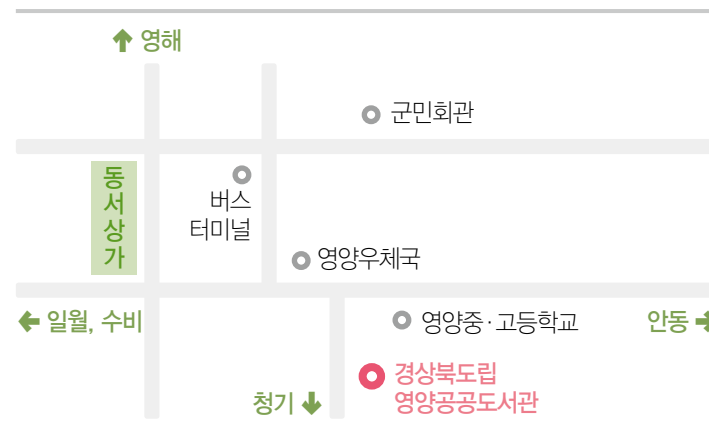 영해
군민회관
동서상가
버스
터미널
영양우체국
일월, 수비
영양중·고등학교
안동
경상북도립
영양공공도서관
청기